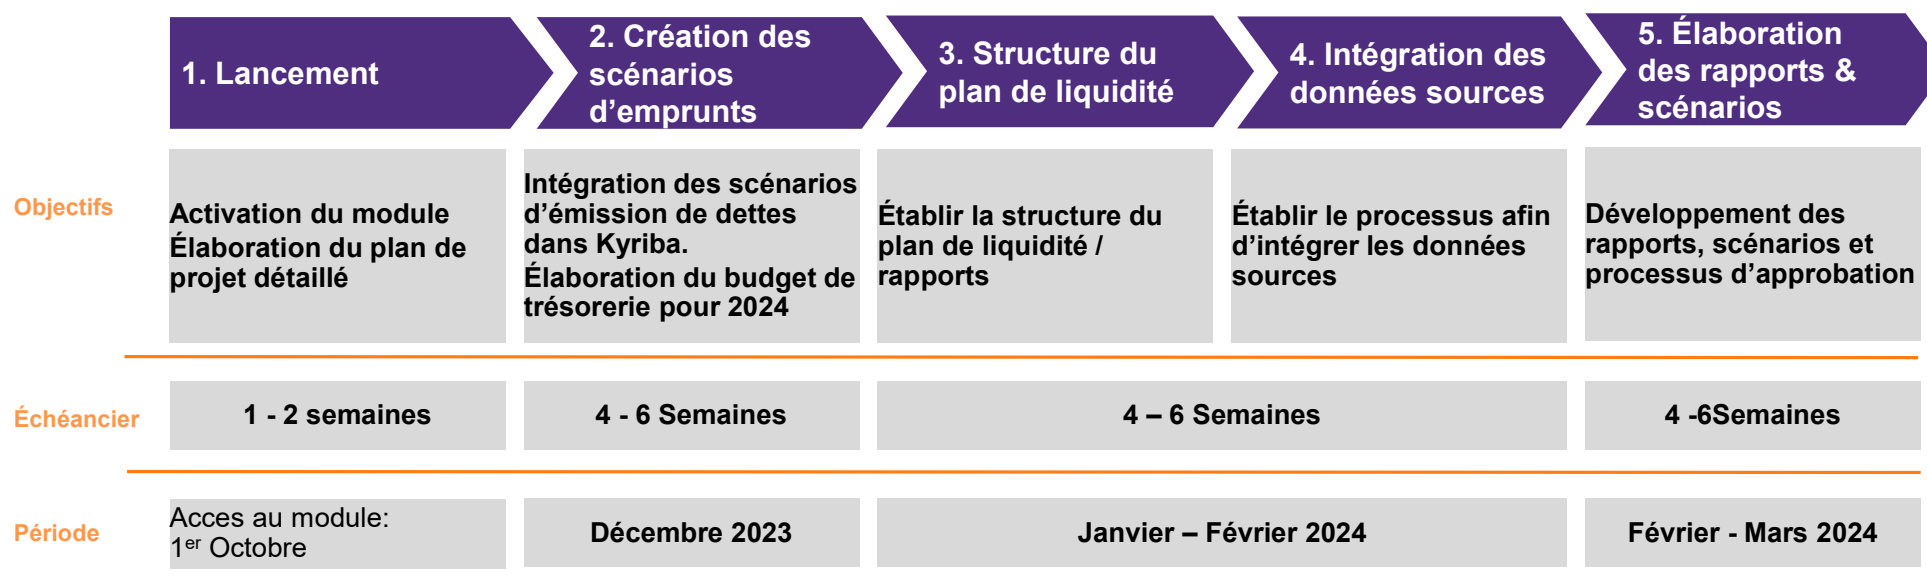 1. Lancement
2. Création des
scénarios
d’emprunts
3. Structure du
plan de liquidité
4. Intégration des
données sources
5. Élaboration
des rapports &
scénarios
Objectifs
Activation du module
Élaboration du plan de
projet détaillé
Intégration des scénarios
d’émission de dettes
dans Kyriba.
Élaboration du budget de
trésorerie pour 2024
Établir la structure du
plan de liquidité /
rapports
Établir le processus afin
d’intégrer les données
sources
Développement des
rapports, scénarios et
processus d’approbation
Échéancier
1 - 2 semaines
4 - 6 Semaines
4 – 6 Semaines
4 -6Semaines
Période
Acces au module:
1er Octobre
Décembre 2023
Janvier – Février 2024
Février - Mars 2024